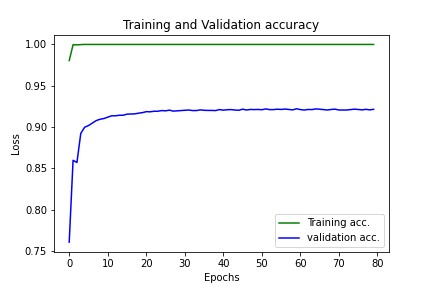 Training and Validation accuracy
Loss
1.00
0.95
0.90
0.85
0.80
0.75
Training acc.
validation acc.
0 10 20 30 40 50 60 70 80
Epochs